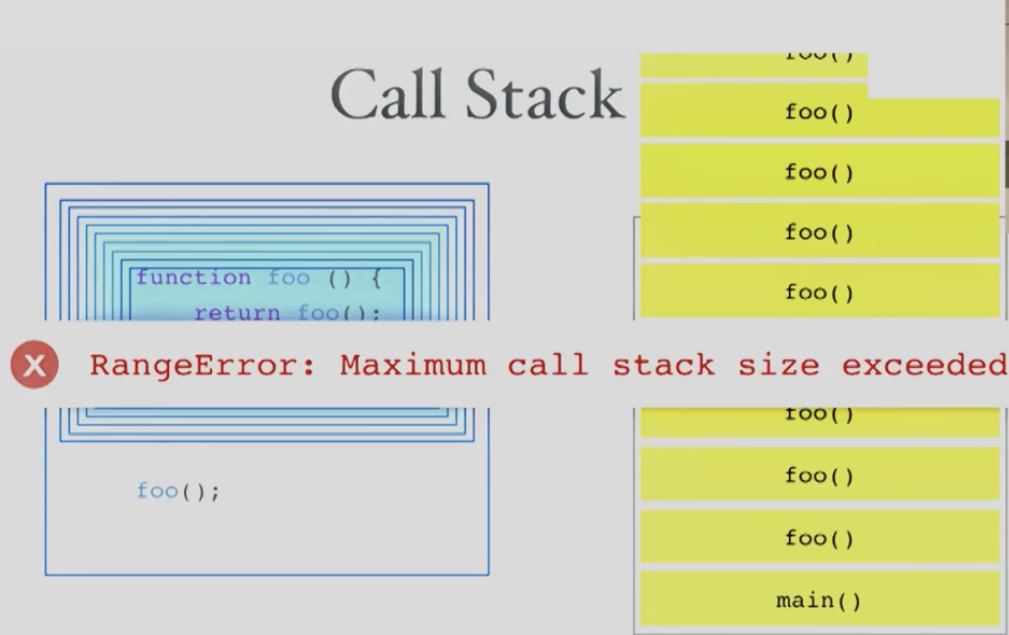 Call Stack
function foo () {
return foo();
foo();
RangeError: Maximum call stack size exceeded
foo()
foo()
foo()
foo()
foo()
foo()
foo()
foo()
main()